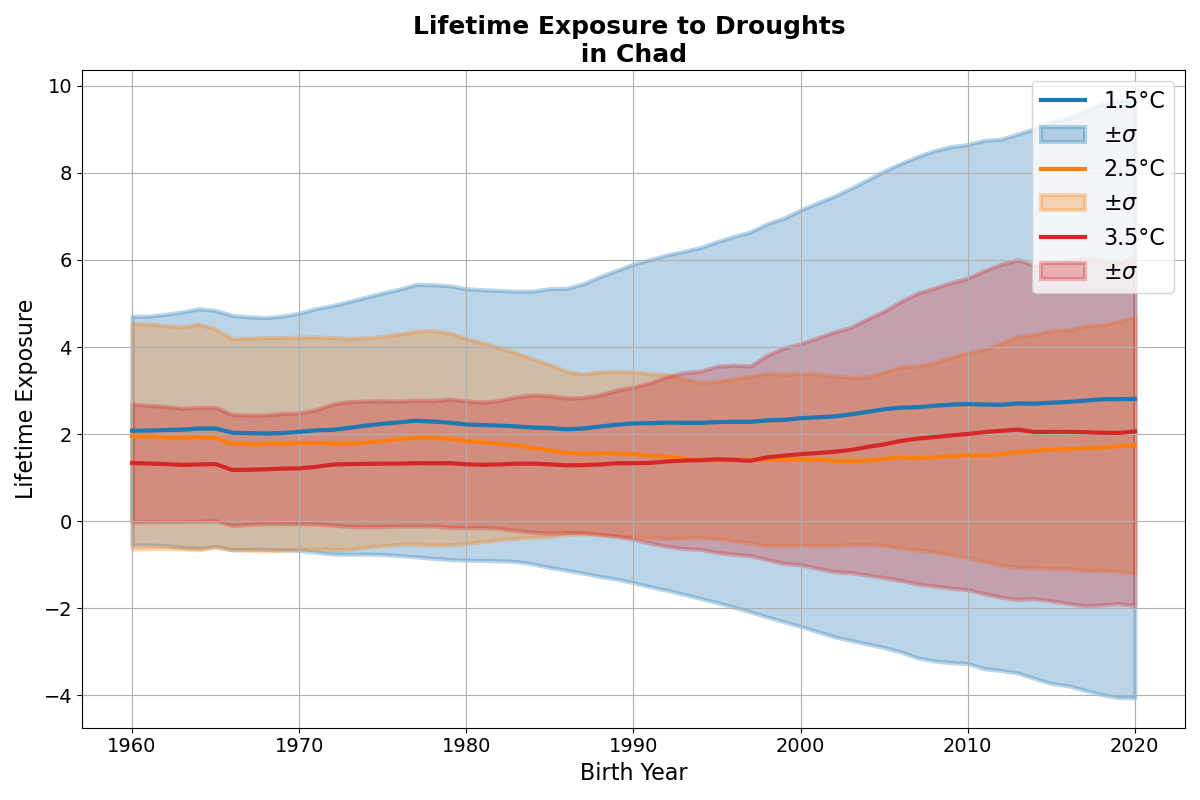 Lifetime Exposure to Droughts
in Chad
Lifetime Exposure
10
8
6
4
2
0
−2
−4
1960
1970
1980
1990
2000
2010
2020
Birth Year
1.5°C
±σ
2.5°C
±σ
3.5°C
±σ